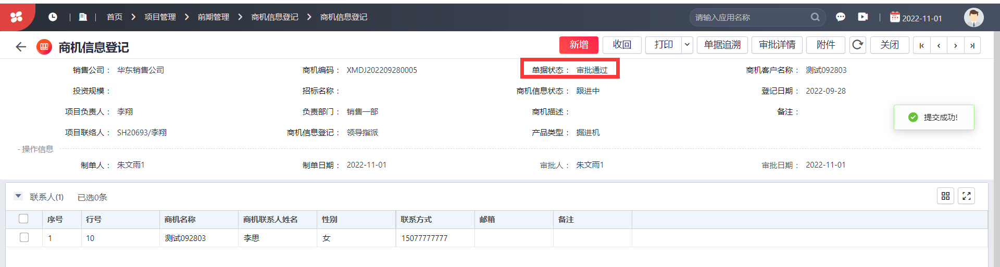 首页 项目管理 前期管理 商机信息登记 商机信息登记 请输入应用名称 2022-11-01
商机信息登记 新增 收回 打印 单据追溯 审批详情 附件 关闭
销售公司： 华东销售公司 商机编码： XMDJ202209280005 单据状态： 审批通过 商机客户名称： 测试092803
投资规模： 招标名称： 商机信息状态： 跟进中 登记日期： 2022-09-28
项目负责人： 李翔 负责部门： 销售一部 商机描述： 备注：
提交成功!
项目联络人： SH20693/李翔 商机信息登记： 领导指派 产品类型： 掘进机
- 操作信息
制单人： 朱文雨1 制单日期： 2022-11-01 审批人： 朱文雨1 审批日期： 2022-11-01
联系人(1) 已选0条
序号 行号 商机名称 商机联系人姓名 性别 联系方式 邮箱 备注
1 10 测试092803 李思 女 15077777777